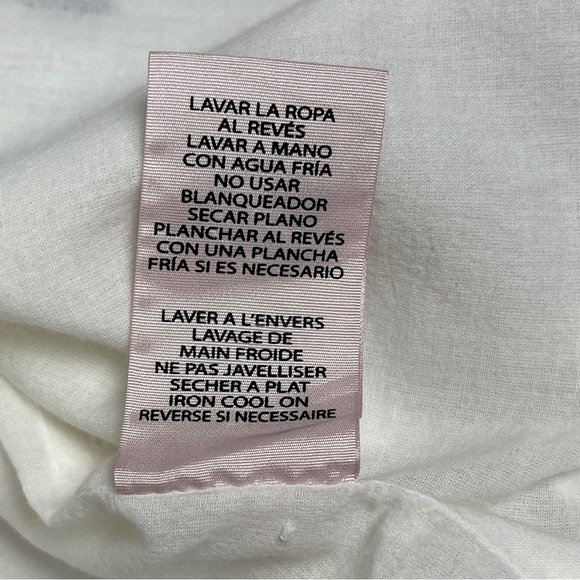 LAVAR LA ROPA
AL REVÉS
LAVAR A MANO
CON AGUA FRÍA
NO USAR
BLANQUEADOR
SECAR PLANO
PLANCHAR AL REVÉS
CON UNA PLANCHA
FRÍA SI ES NECESARIO
LAVER A L'ENVERS
LAVAGE DE
MAIN FROIDE
NE PAS JAVELLISER
SECHER A PLAT
IRON COOL ON
REVERSE SI NECESSAIRE